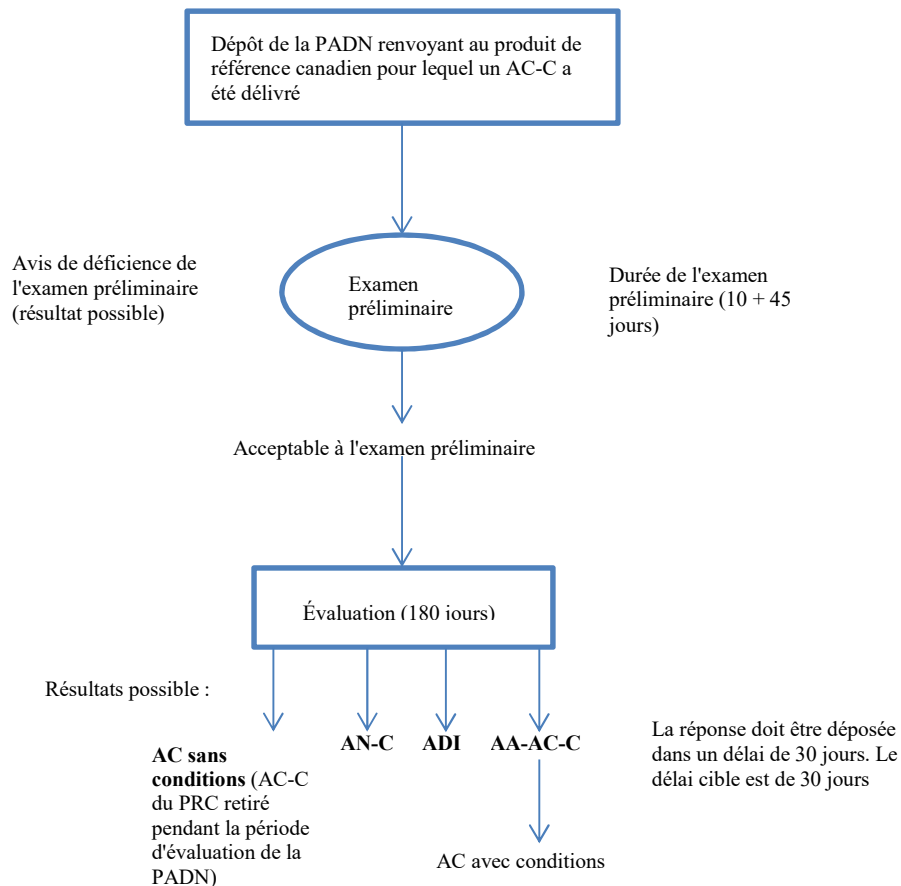 Dépôt de la PADN renvoyant au produit de
référence canadien pour lequel un AC-C a
été délivré
Avis de déficience de
l'examen préliminaire
(résultat possible)
Examen
préliminaire
Durée de l'examen
préliminaire (10 + 45
jours)
Acceptable à l'examen préliminaire
Évaluation (180 jours)
Résultats possible :
AC sans
conditions (AC-C
du PRC retiré
pendant la période
d'évaluation de la
PADN)
AN-C
ADI
AA-AC-C
La réponse doit être déposée
dans un délai de 30 jours. Le
délai cible est de 30 jours
AC avec conditions